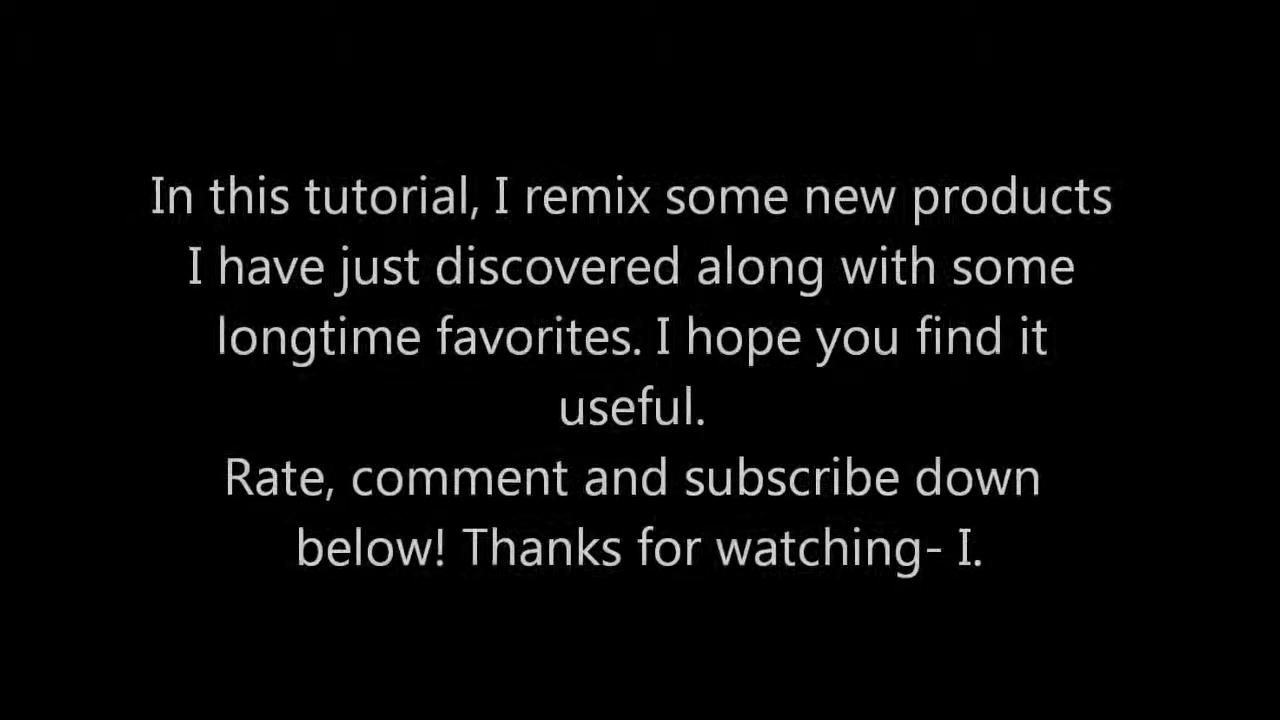 In this tutorial, I remix some new products
I have just discovered along with some
longtime favorites. I hope you find it
useful.
Rate, comment and subscribe down
below! Thanks for watching- I.